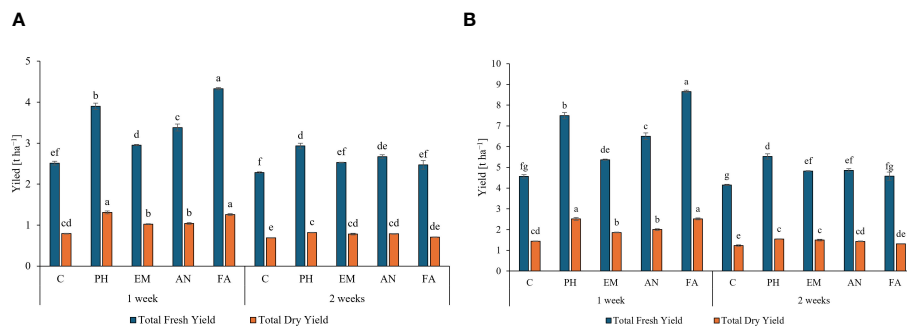 A
Yiled [t ha⁻¹]
5
4
3
2
1
0
ef cd b a d b c b a a f e d c ef cd de cd ef de
C PH EM AN FA C PH EM AN FA
1 week 2 weeks
Total Fresh Yield Total Dry Yield
B
Yield [t ha⁻¹]
10
9
8
7
6
5
4
3
2
1
0
fg cd b a de b c b a a g e d c ef c ef cd fg de
C PH EM AN FA C PH EM AN FA
1 week 2 weeks
Total Fresh Yield Total Dry Yield